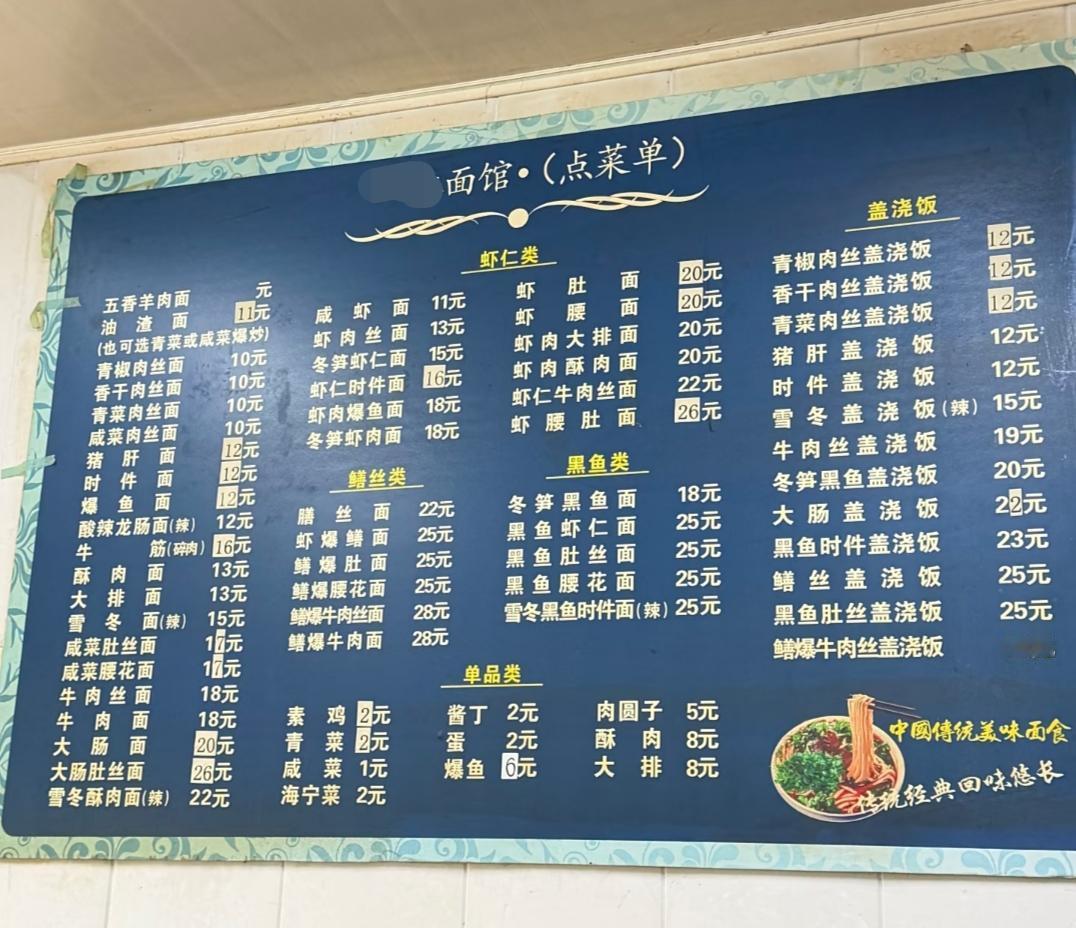 面馆·(点菜单)
五香羊肉面 元
油渣面 11元
(也可选青菜或咸菜爆炒)
青椒肉丝面 10元
香干肉丝面 10元
青菜肉丝面 10元
咸菜肉丝面 10元
猪肝面 12元
时件面 12元
爆鱼面 12元
酸辣龙肠面(辣) 12元
牛筋(碎肉) 16元
酥肉面 13元
大排面 13元
雪冬面(辣) 15元
咸菜肚丝面 17元
咸菜腰花面 17元
牛肉丝面 18元
牛肉面 18元
大肠面 20元
大肠肚丝面 26元
雪冬酥肉面(辣) 22元
虾仁类
咸虾面 11元
虾肉丝面 13元
冬笋虾仁面 15元
虾仁时件面 16元
虾肉爆鱼面 18元
冬笋虾肉面 18元
虾肚面 20元
虾腰面 20元
虾肉大排面 20元
虾肉酥肉面 20元
虾仁牛肉丝面 22元
虾腰肚面 26元
鳝丝类
膳丝面 22元
虾爆鳝面 25元
鳝爆肚面 25元
鳝爆腰花面 25元
鳝爆牛肉丝面 28元
鳝爆牛肉面 28元
黑鱼类
冬笋黑鱼面 18元
黑鱼虾仁面 25元
黑鱼肚丝面 25元
黑鱼腰花面 25元
雪冬黑鱼时件面(辣) 25元
单品类
素鸡 2元
青菜 2元
咸菜 1元
海宁菜 2元
酱丁 2元
蛋 2元
爆鱼 6元
肉圆子 5元
酥肉 8元
大排 8元
盖浇饭
青椒肉丝盖浇饭 12元
香干肉丝盖浇饭 12元
青菜肉丝盖浇饭 12元
猪肝盖浇饭 12元
时件盖浇饭 12元
雪冬盖浇饭(辣) 15元
牛肉丝盖浇饭 19元
冬笋黑鱼盖浇饭 20元
大肠盖浇饭 22元
黑鱼时件盖浇饭 23元
鳝丝盖浇饭 25元
黑鱼肚丝盖浇饭 25元
鳝爆牛肉丝盖浇饭
中國傳统美味面食
传统经典回味悠长